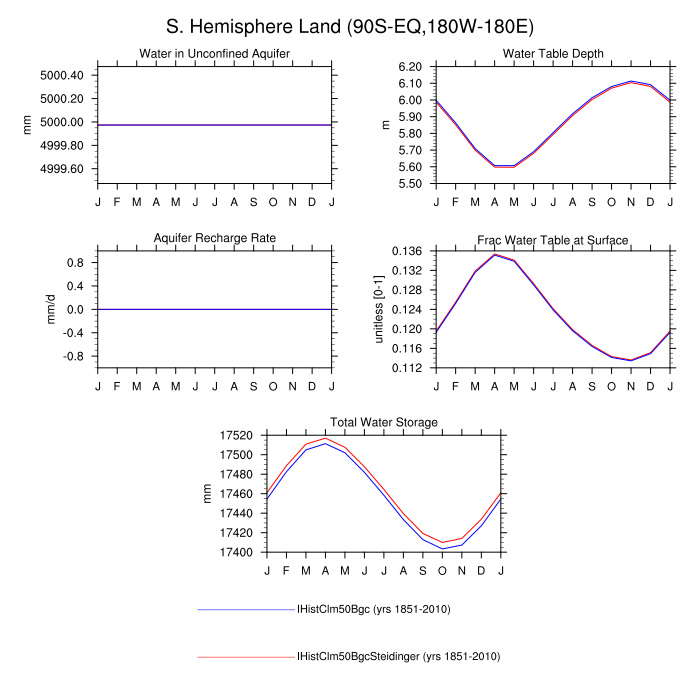 S. Hemisphere Land (90S-EQ,180W-180E)
Water in Unconfined Aquifer
5000.40
5000.20
5000.00
4999.80
4999.60
mm
J F M A M J J A S O N D J
Water Table Depth
6.20
6.10
6.00
5.90
5.80
5.70
5.60
5.50
m
J F M A M J J A S O N D J
Aquifer Recharge Rate
0.8
0.4
0.0
-0.4
-0.8
mm/d
J F M A M J J A S O N D J
Frac Water Table at Surface
0.136
0.132
0.128
0.124
0.120
0.116
0.112
unitless [0-1]
J F M A M J J A S O N D J
Total Water Storage
17520
17500
17480
17460
17440
17420
17400
mm
J F M A M J J A S O N D J
IHistClm50Bgc (yrs 1851-2010)
IHistClm50BgcSteidinger (yrs 1851-2010)